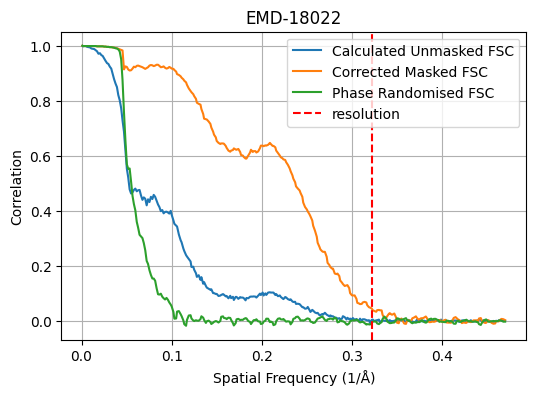 EMD-18022
1.0
0.8
0.6
0.4
0.2
0.0
Correlation
Calculated Unmasked FSC
Corrected Masked FSC
Phase Randomised FSC
resolution
0.0 0.1 0.2 0.3 0.4
Spatial Frequency (1/Å)